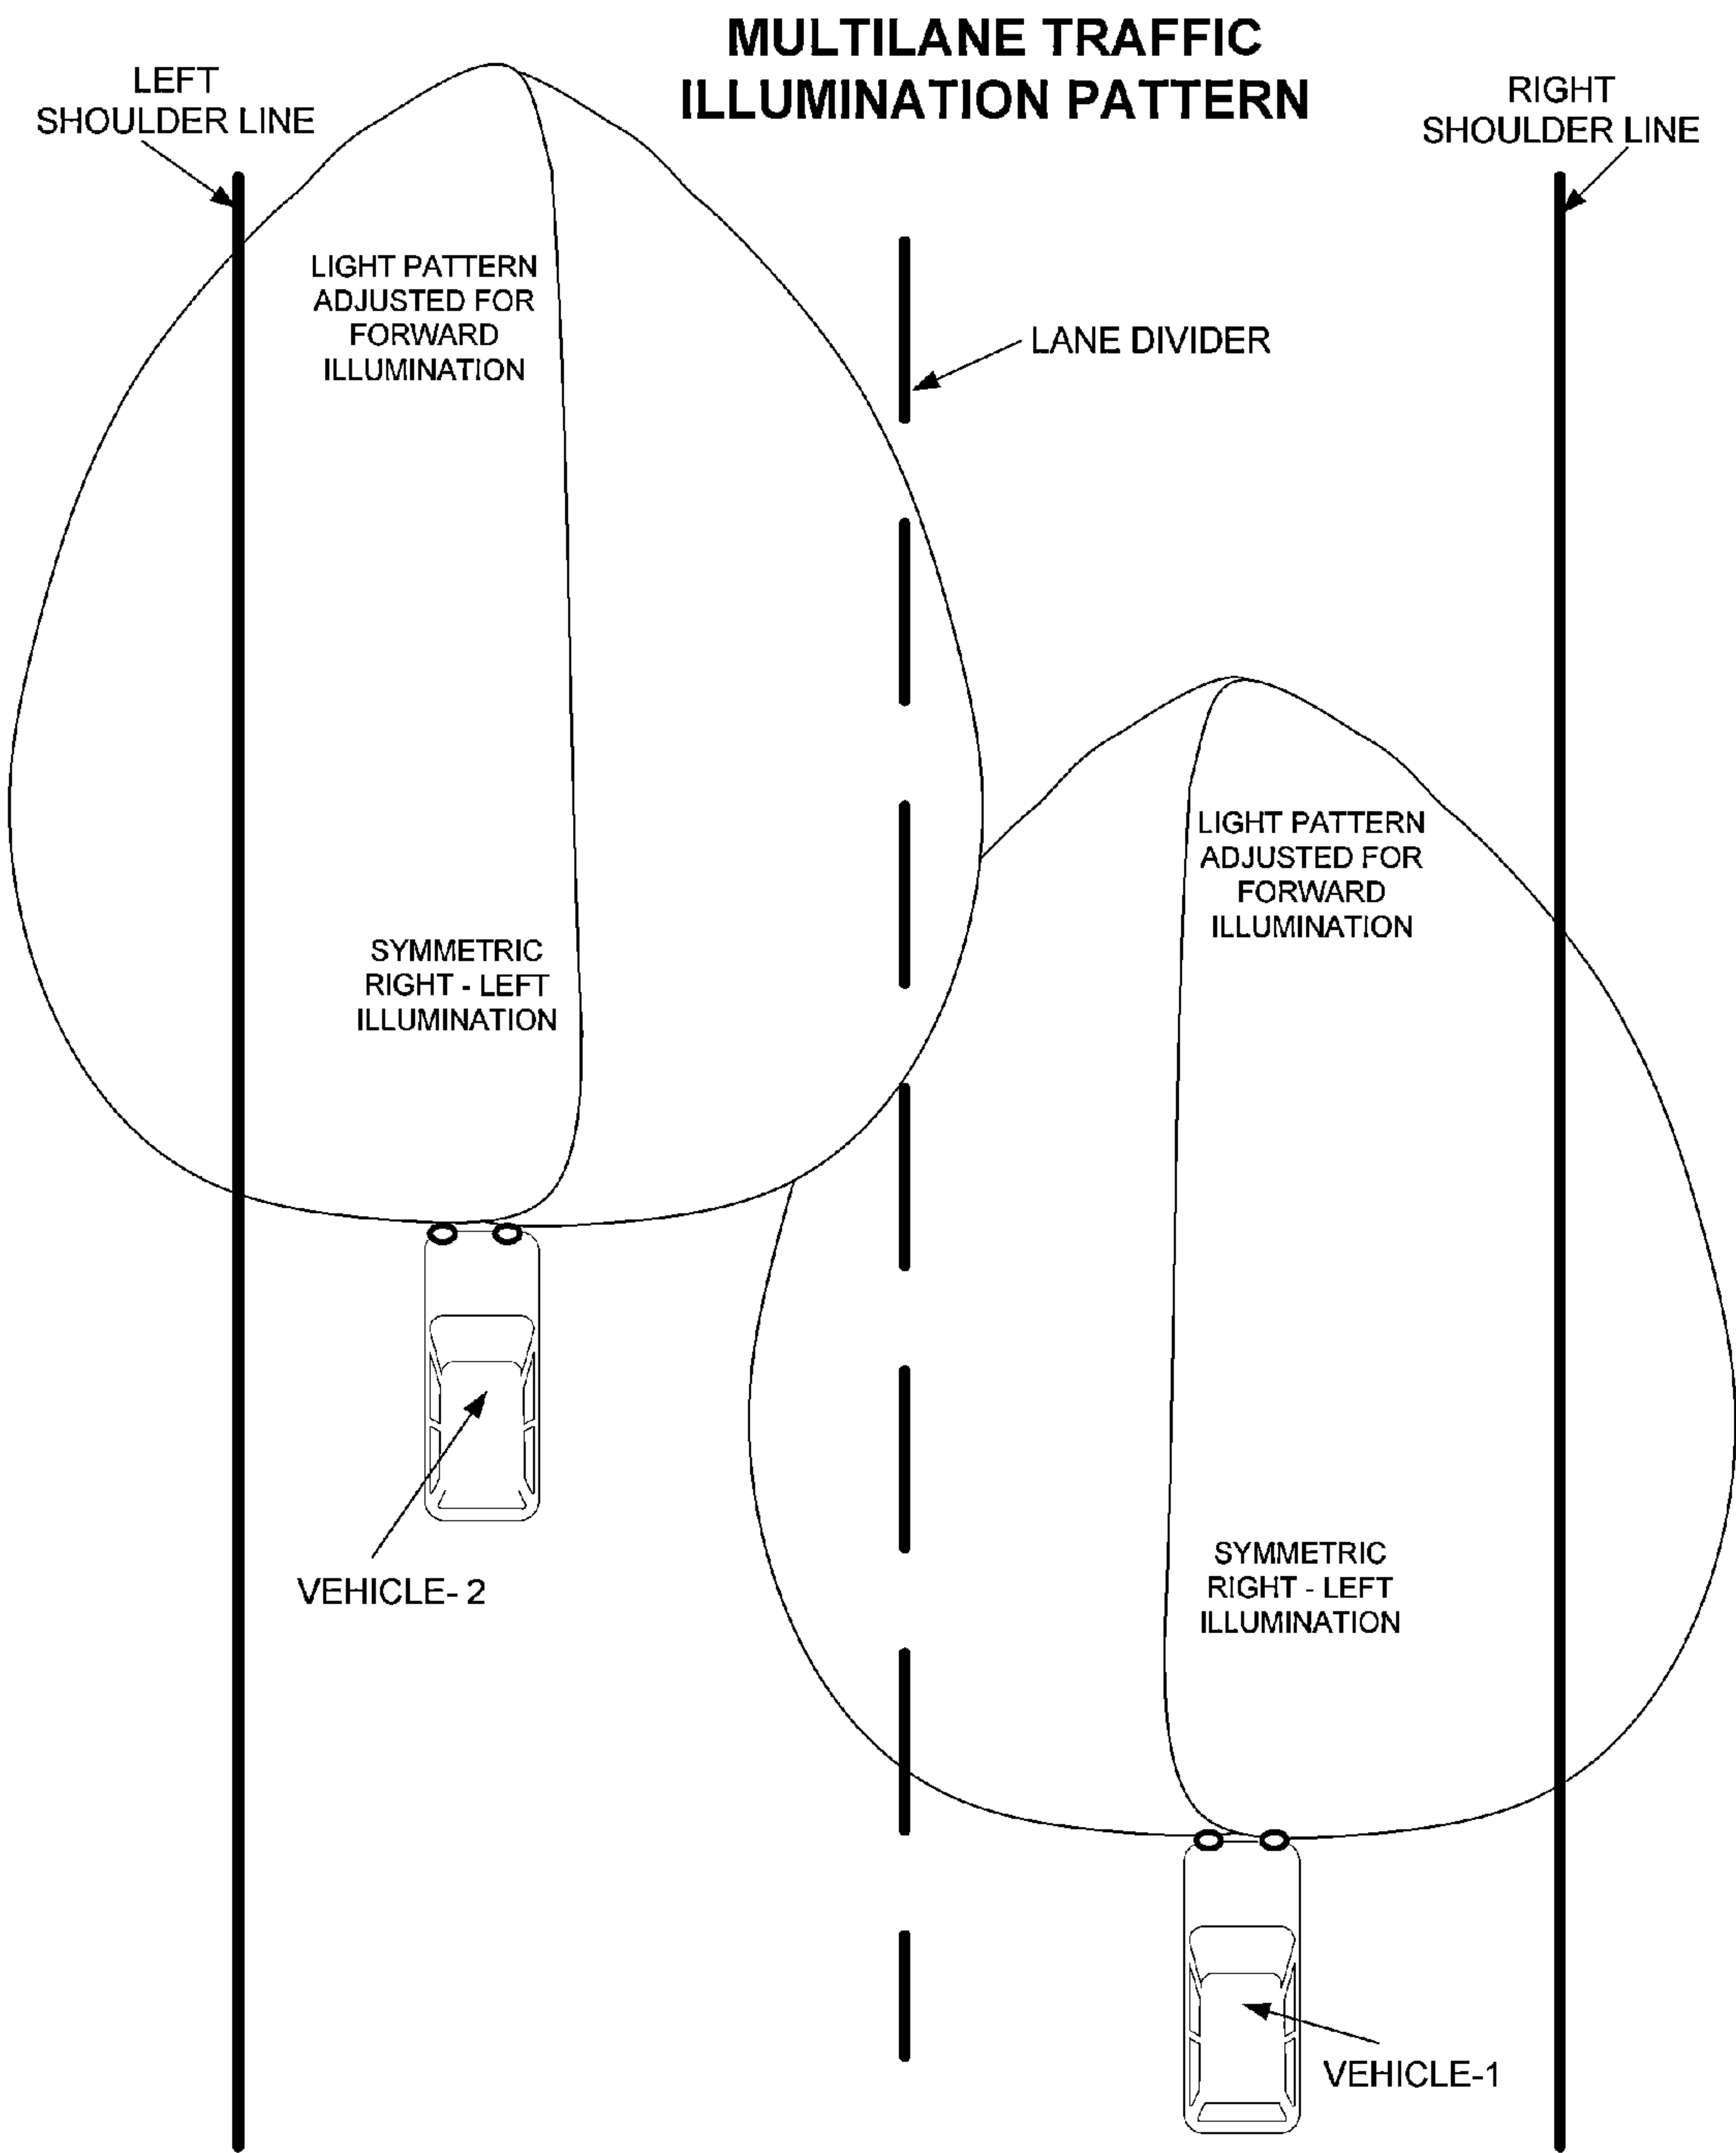 MULTILANE TRAFFIC
ILLUMINATION PATTERN
LEFT
SHOULDER LINE
RIGHT
SHOULDER LINE
LIGHT PATTERN
ADJUSTED FOR
FORWARD
ILLUMINATION
LANE DIVIDER
LIGHT PATTERN
ADJUSTED FOR
FORWARD
ILLUMINATION
SYMMETRIC
RIGHT - LEFT
ILLUMINATION
SYMMETRIC
RIGHT - LEFT
ILLUMINATION
VEHICLE- 2
VEHICLE-1